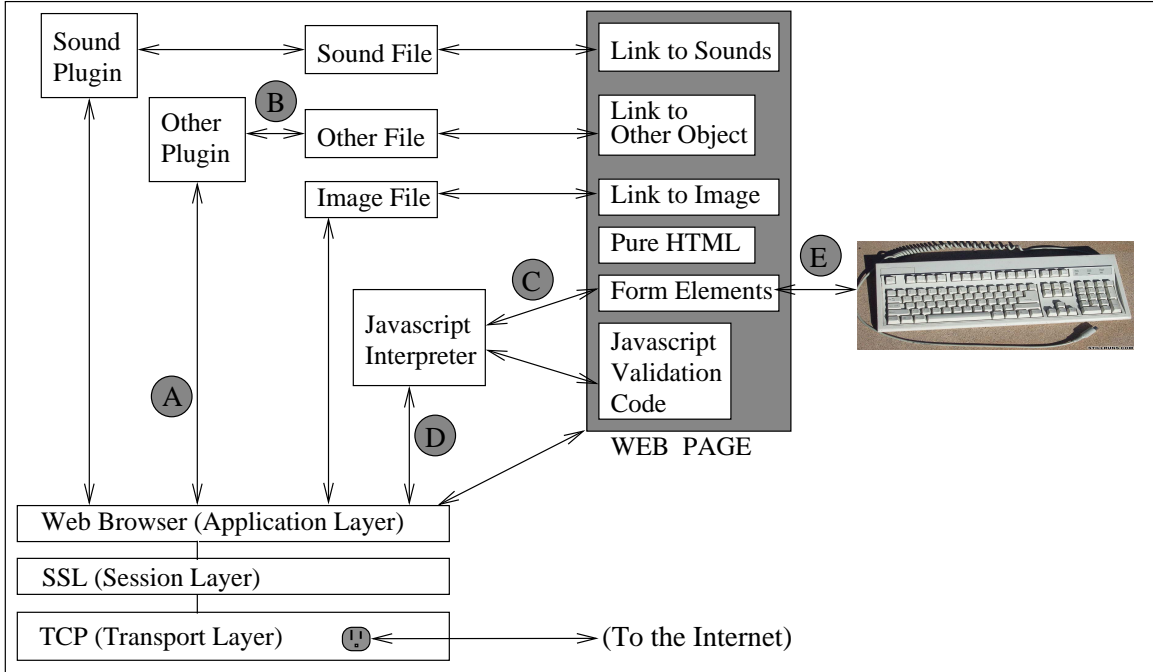 Sound
Plugin
Sound File
Link to Sounds
B
Other
Plugin
Other File
Link to
Other Object
Image File
Link to Image
Pure HTML
E
C
Form Elements
Javascript
Interpreter
Javascript
Validation
Code
A
D
WEB PAGE
Web Browser (Application Layer)
SSL (Session Layer)
TCP (Transport Layer)
(To the Internet)